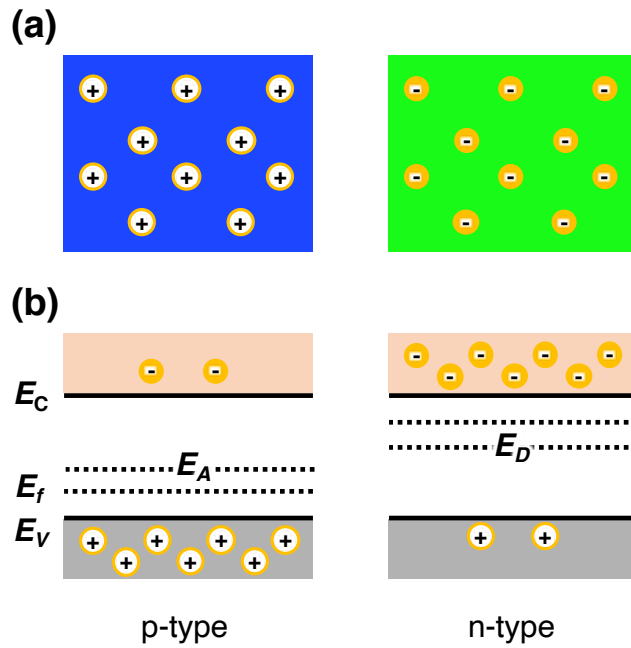 (a)
+ + + - - -
+ + - -
+ + + - - -
+ + - -
(b)
- - - - - -
- - -
E_C
E_A
E_D
E_f
E_V
+ + + + + +
+ + +
p-type n-type